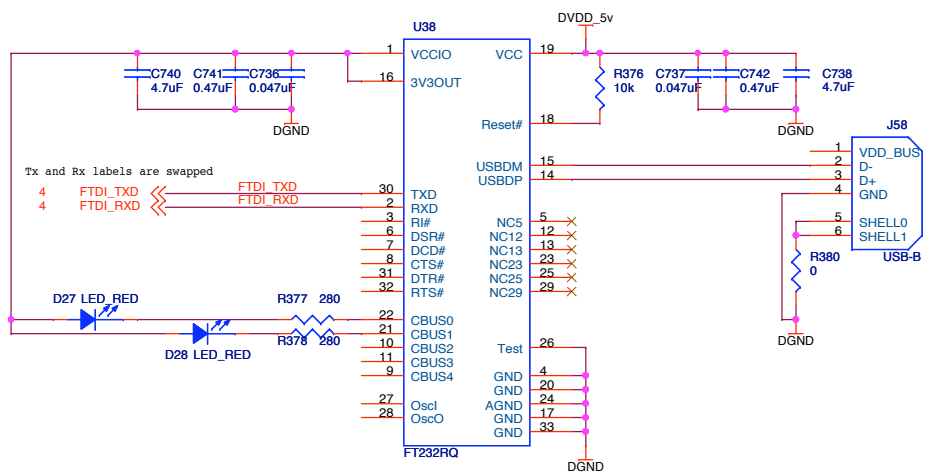 DVDD_5v
U38
1 VCCIO VCC 19
16 3V3OUT
C740 4.7uF
C741 0.47uF
C736 0.047uF
DGND
R376 10k
C737 0.047uF
C742 0.47uF
C738 4.7uF
DGND
Reset# 18
J58
1 VDD_BUS
2 D-
3 D+
4 GND
5 SHELL0
6 SHELL1
USB-B
USBDM 15
USBDP 14
Tx and Rx labels are swapped
4 FTDI_TXD FTDI_TXD 30 TXD
4 FTDI_RXD FTDI_RXD 2 RXD
3 RI#
6 DSR#
7 DCD#
8 CTS#
31 DTR#
32 RTS#
NC5 5
NC12 12
NC13 13
NC23 23
NC25 25
NC29 29
R380
0
DGND
D27 LED_RED
R377 280
22 CBUS0
21 CBUS1
D28 LED_RED
R378 280
10 CBUS2
11 CBUS3
9 CBUS4
27 OscI
28 OscO
Test 26
GND 4
GND 20
AGND 24
GND 17
GND 33
FT232RQ
DGND